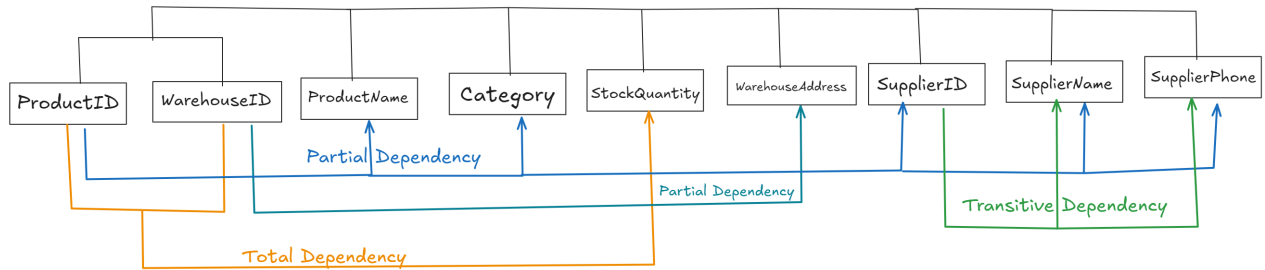 ProductID
WarehouseID
ProductName
Category
StockQuantity
WarehouseAddress
SupplierID
SupplierName
SupplierPhone
Partial Dependency
Partial Dependency
Transitive Dependency
Total Dependency